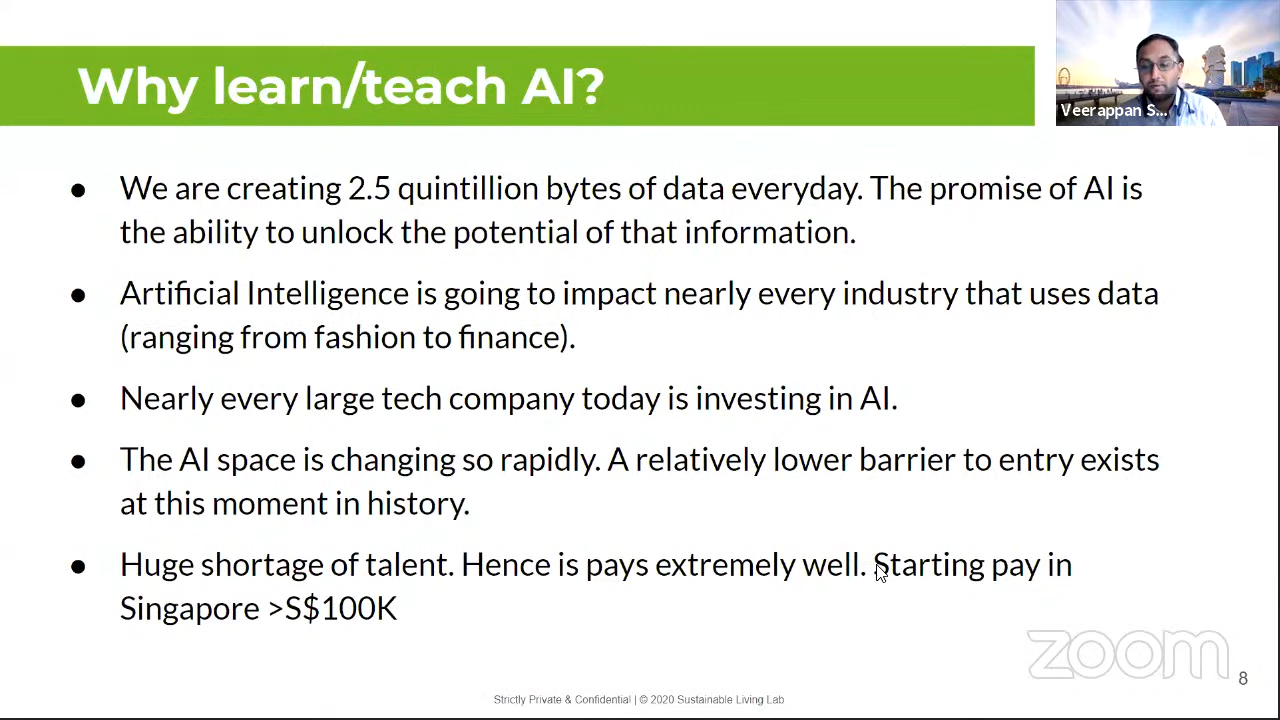 Why learn/teach AI?
Veerappan S...
● We are creating 2.5 quintillion bytes of data everyday. The promise of AI is
the ability to unlock the potential of that information.
● Artificial Intelligence is going to impact nearly every industry that uses data
(ranging from fashion to finance).
● Nearly every large tech company today is investing in AI.
● The AI space is changing so rapidly. A relatively lower barrier to entry exists
at this moment in history.
● Huge shortage of talent. Hence is pays extremely well. Starting pay in
Singapore >S$100K
zoom
8
Strictly Private & Confidential | © 2020 Sustainable Living Lab